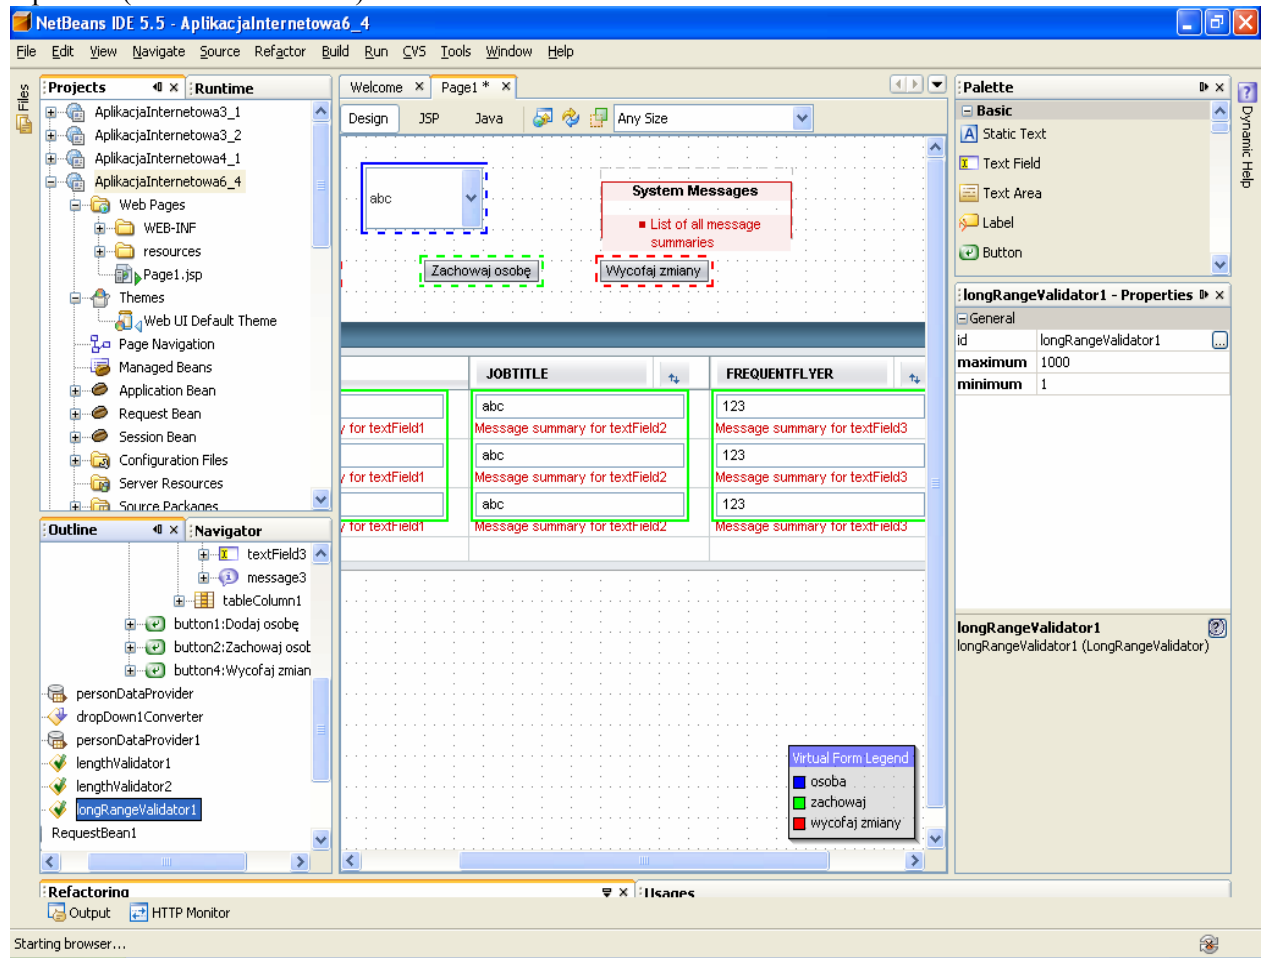 NetBeans IDE 5.5 - AplikacjaInternetowa6_4
File Edit View Navigate Source Refactor Build Run CVS Tools Window Help
Files
Projects
Runtime
AplikacjaInternetowa3_1
AplikacjaInternetowa3_2
AplikacjaInternetowa4_1
AplikacjaInternetowa6_4
Web Pages
WEB-INF
resources
Page1.jsp
Themes
Web UI Default Theme
Page Navigation
Managed Beans
Application Bean
Request Bean
Session Bean
Configuration Files
Server Resources
Source Packages
Outline
Navigator
textField3
message3
tableColumn1
button1:Dodaj osobę
button2:Zachowaj osob
button4:Wycofaj zmian
personDataProvider
dropDown1Converter
personDataProvider1
lengthValidator1
lengthValidator2
longRangeValidator1
RequestBean1
Welcome
Page1 *
Design JSP Java Any Size
abc
System Messages
List of all message
summaries
Zachowaj osobę
Wycofaj zmiany
JOBTITLE
FREQUENTFLYER
abc
123
y for textField1
Message summary for textField2
Message summary for textField3
abc
123
y for textField1
Message summary for textField2
Message summary for textField3
abc
123
y for textField1
Message summary for textField2
Message summary for textField3
Virtual Form Legend
osoba
zachowaj
wycofaj zmiany
Palette
Basic
Static Text
Text Field
Text Area
Label
Button
longRangeValidator1 - Properties
General
id longRangeValidator1
...
maximum 1000
minimum 1
longRangeValidator1
longRangeValidator1 (LongRangeValidator)
Dynamic Help
Refactoring
Usages
Output
HTTP Monitor
Starting browser...